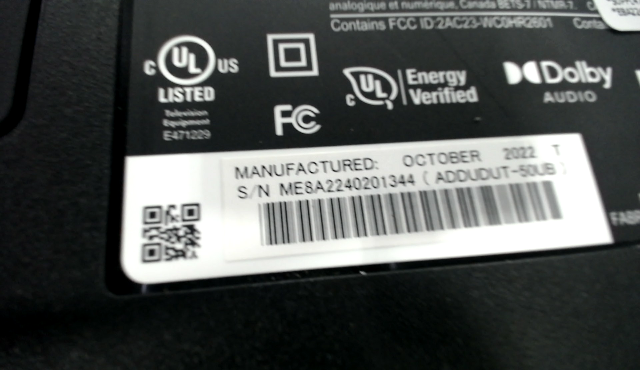 analogique et numérique, Canada BETS-7 / NTMR-7.
Contains FCC ID:2AC23-WC0HR2601
C UL US
LISTED
Television
Equipment
E471229
FC
C UL
Energy
Verified
Dolby
AUDIO
MANUFACTURED: OCTOBER 2022 T
S/N ME8A2240201344 ( ADDUDUT-50UB )